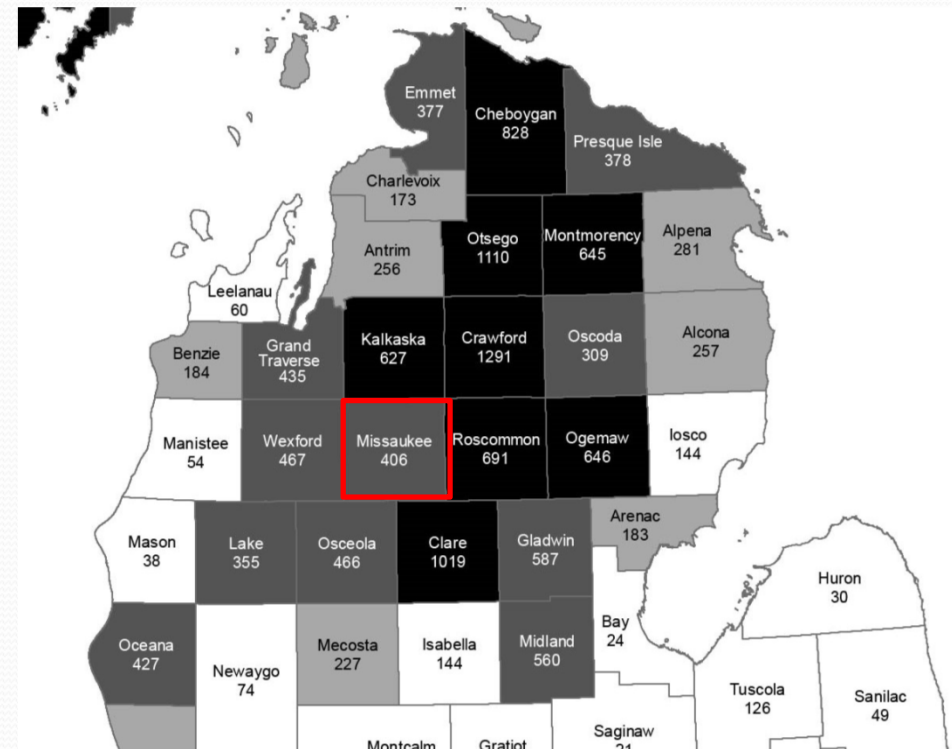 Emmet
377
Cheboygan
828
Presque Isle
378
Charlevoix
173
Antrim
256
Otsego
1110
Montmorency
645
Alpena
281
Leelanau
60
Benzie
184
Grand
Traverse
435
Kalkaska
627
Crawford
1291
Oscoda
309
Alcona
257
Manistee
54
Wexford
467
Missaukee
406
Roscommon
691
Ogemaw
646
Iosco
144
Mason
38
Lake
355
Osceola
466
Clare
1019
Gladwin
587
Arenac
183
Huron
30
Oceana
427
Newaygo
74
Mecosta
227
Isabella
144
Midland
560
Bay
24
Tuscola
126
Sanilac
49
Montcalm
Gratiot
Saginaw